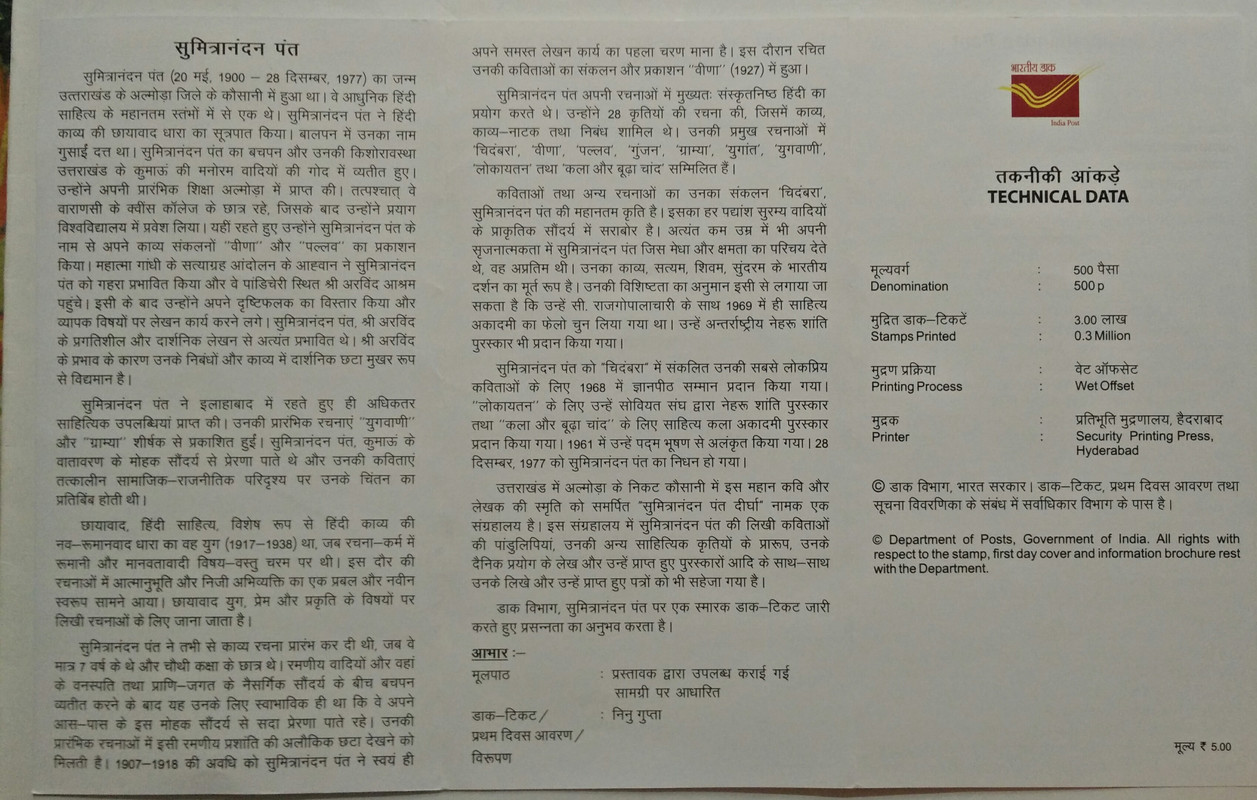 सुमित्रानंदन पंत
सुमित्रानंदन पंत (20 मई, 1900 – 28 दिसम्बर, 1977) का जन्म
उत्तराखंड के अल्मोड़ा जिले के कौसानी में हुआ था। वे आधुनिक हिंदी
साहित्य के महानतम स्तंभों में से एक थे। सुमित्रानंदन पंत ने हिंदी
काव्य की छायावाद धारा का सूत्रपात किया। बालपन में उनका नाम
गुसाईं दत्त था। सुमित्रानंदन पंत का बचपन और उनकी किशोरावस्था
उत्तराखंड के कुमाऊं की मनोरम वादियों की गोद में व्यतीत हुए।
उन्होंने अपनी प्रारंभिक शिक्षा अल्मोड़ा में प्राप्त की। तत्पश्चात् वे
वाराणसी के क्वींस कॉलेज के छात्र रहे, जिसके बाद उन्होंने प्रयाग
विश्वविद्यालय में प्रवेश लिया। यहीं रहते हुए उन्होंने सुमित्रानंदन पंत के
नाम से अपने काव्य संकलनों "वीणा" और "पल्लव" का प्रकाशन
किया। महात्मा गांधी के सत्याग्रह आंदोलन के आह्वान ने सुमित्रानंदन
पंत को गहरा प्रभावित किया और वे पांडिचेरी स्थित श्री अरविंद आश्रम
पहुंचे। इसी के बाद उन्होंने अपने दृष्टिफलक का विस्तार किया और
व्यापक विषयों पर लेखन कार्य करने लगे। सुमित्रानंदन पंत, श्री अरविंद
के प्रगतिशील और दार्शनिक लेखन से अत्यंत प्रभावित थे। श्री अरविंद
के प्रभाव के कारण उनके निबंधों और काव्य में दार्शनिक छटा मुखर रूप
से विद्यमान है।
सुमित्रानंदन पंत ने इलाहाबाद में रहते हुए ही अधिकतर
साहित्यिक उपलब्धियां प्राप्त की। उनकी प्रारंभिक रचनाएं "युगवाणी"
और "ग्राम्या" शीर्षक से प्रकाशित हुईं। सुमित्रानंदन पंत, कुमाऊं के
वातावरण के मोहक सौंदर्य से प्रेरणा पाते थे और उनकी कविताएं
तत्कालीन सामाजिक–राजनीतिक परिदृश्य पर उनके चिंतन का
प्रतिबिंब होती थी।
छायावाद, हिंदी साहित्य, विशेष रूप से हिंदी काव्य की
नव–रूमानवाद धारा का वह युग (1917–1938) था, जब रचना–कर्म में
रूमानी और मानवतावादी विषय–वस्तु चरम पर थी। इस दौर की
रचनाओं में आत्मानुभूति और निजी अभिव्यक्ति का एक प्रबल और नवीन
स्वरूप सामने आया। छायावाद युग, प्रेम और प्रकृति के विषयों पर
लिखी रचनाओं के लिए जाना जाता है।
सुमित्रानंदन पंत ने तभी से काव्य रचना प्रारंभ कर दी थी, जब वे
मात्र 7 वर्ष के थे और चौथी कक्षा के छात्र थे। रमणीय वादियों और वहां
के वनस्पति तथा प्राणि–जगत के नैसर्गिक सौंदर्य के बीच बचपन
व्यतीत करने के बाद यह उनके लिए स्वाभाविक ही था कि वे अपने
आस–पास के इस मोहक सौंदर्य से सदा प्रेरणा पाते रहे। उनकी
प्रारंभिक रचनाओं में इसी रमणीय प्रशांति की अलौकिक छटा देखने को
मिलती है। 1907–1918 की अवधि को सुमित्रानंदन पंत ने स्वयं ही
अपने समस्त लेखन कार्य का पहला चरण माना है। इस दौरान रचित
उनकी कविताओं का संकलन और प्रकाशन "वीणा" (1927) में हुआ।
सुमित्रानंदन पंत अपनी रचनाओं में मुख्यतः संस्कृतनिष्ठ हिंदी का
प्रयोग करते थे। उन्होंने 28 कृतियों की रचना की, जिसमें काव्य,
काव्य–नाटक तथा निबंध शामिल थे। उनकी प्रमुख रचनाओं में
'चिदंबरा', 'वीणा', 'पल्लव', 'गुंजन', 'ग्राम्या', 'युगांत', 'युगवाणी',
'लोकायतन' तथा 'कला और बूढ़ा चांद' सम्मिलित हैं।
कविताओं तथा अन्य रचनाओं का उनका संकलन 'चिदंबरा',
सुमित्रानंदन पंत की महानतम कृति है। इसका हर पद्यांश सुरम्य वादियों
के प्राकृतिक सौंदर्य में सराबोर है। अत्यंत कम उम्र में भी अपनी
सृजनात्मकता में सुमित्रानंदन पंत जिस मेधा और क्षमता का परिचय देते
थे, वह अप्रतिम थी। उनका काव्य, सत्यम, शिवम, सुंदरम के भारतीय
दर्शन का मूर्त रूप है। उनकी विशिष्टता का अनुमान इसी से लगाया जा
सकता है कि उन्हें सी. राजगोपालाचारी के साथ 1969 में ही साहित्य
अकादमी का फेलो चुन लिया गया था। उन्हें अन्तर्राष्ट्रीय नेहरू शांति
पुरस्कार भी प्रदान किया गया।
सुमित्रानंदन पंत को "चिदंबरा" में संकलित उनकी सबसे लोकप्रिय
कविताओं के लिए 1968 में ज्ञानपीठ सम्मान प्रदान किया गया।
"लोकायतन" के लिए उन्हें सोवियत संघ द्वारा नेहरू शांति पुरस्कार
तथा "कला और बूढ़ा चांद" के लिए साहित्य कला अकादमी पुरस्कार
प्रदान किया गया। 1961 में उन्हें पद्म भूषण से अलंकृत किया गया। 28
दिसम्बर, 1977 को सुमित्रानंदन पंत का निधन हो गया।
उत्तराखंड में अल्मोड़ा के निकट कौसानी में इस महान कवि और
लेखक की स्मृति को समर्पित "सुमित्रानंदन पंत दीर्घा" नामक एक
संग्रहालय है। इस संग्रहालय में सुमित्रानंदन पंत की लिखी कविताओं
की पांडुलिपियां, उनकी अन्य साहित्यिक कृतियों के प्रारूप, उनके
दैनिक प्रयोग के लेख और उन्हें प्राप्त हुए पुरस्कारों आदि के साथ–साथ
उनके लिखे और उन्हें प्राप्त हुए पत्रों को भी सहेजा गया है।
डाक विभाग, सुमित्रानंदन पंत पर एक स्मारक डाक–टिकट जारी
करते हुए प्रसन्नता का अनुभव करता है।
आभार :–
मूलपाठ : प्रस्तावक द्वारा उपलब्ध कराई गई
सामग्री पर आधारित
डाक–टिकट / : निनु गुप्ता
प्रथम दिवस आवरण /
विरूपण
भारतीय डाक
India Post
तकनीकी आंकड़े
TECHNICAL DATA
मूल्यवर्ग : 500 पैसा
Denomination : 500 p
मुद्रित डाक–टिकटें : 3.00 लाख
Stamps Printed : 0.3 Million
मुद्रण प्रक्रिया : वेट ऑफसेट
Printing Process : Wet Offset
मुद्रक : प्रतिभूति मुद्रणालय, हैदराबाद
Printer : Security Printing Press,
Hyderabad
© डाक विभाग, भारत सरकार। डाक–टिकट, प्रथम दिवस आवरण तथा
सूचना विवरणिका के संबंध में सर्वाधिकार विभाग के पास है।
© Department of Posts, Government of India. All rights with
respect to the stamp, first day cover and information brochure rest
with the Department.
मूल्य ₹ 5.00